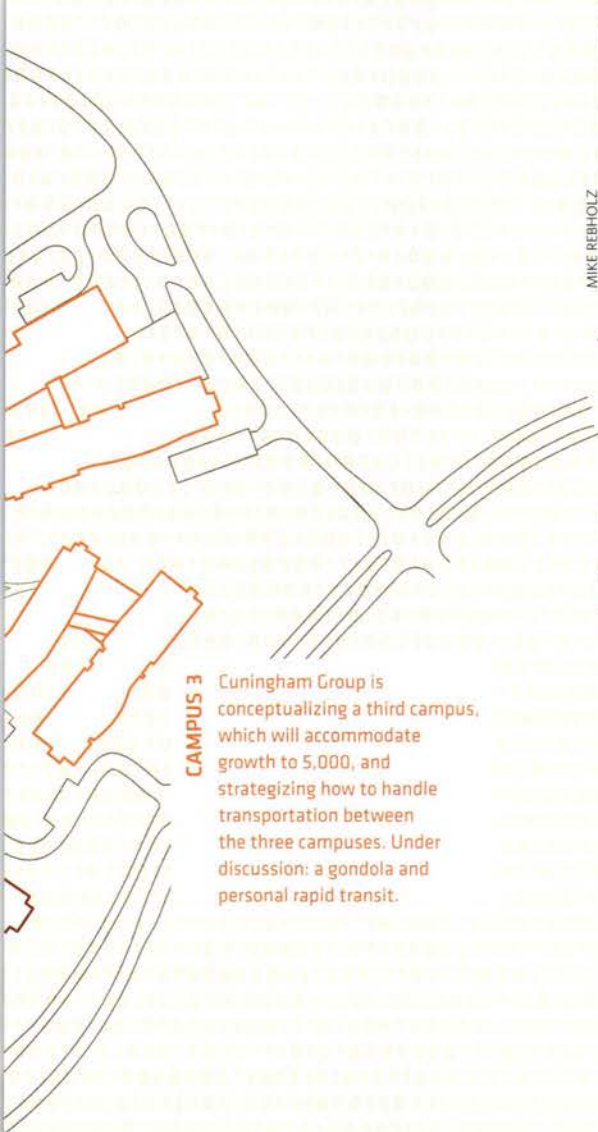 MIKE REBHOLZ
CAMPUS 3
Cuningham Group is
conceptualizing a third campus,
which will accommodate
growth to 5,000, and
strategizing how to handle
transportation between
the three campuses. Under
discussion: a gondola and
personal rapid transit.